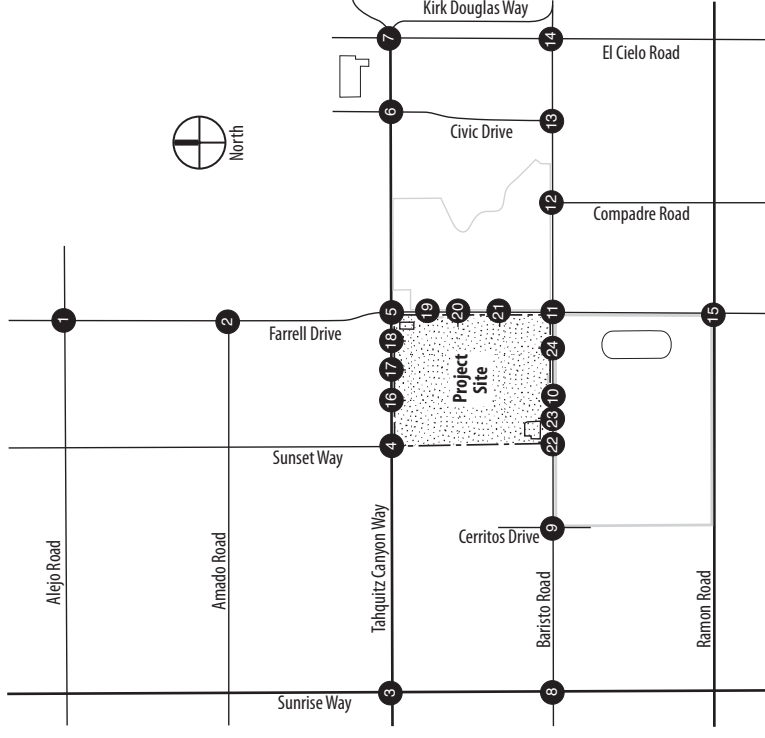 Kirk Douglas Way
7
14
El Cielo Road
6
Civic Drive
13
North
12
Compadre Road
1
2
Farrell Drive
5
19
20
21
11
15
18
17
16
Project
Site
24
10
23
22
4
Sunset Way
Cerritos Drive
9
Alejo Road
Amado Road
Tahquitz Canyon Way
Baristo Road
Ramon Road
Sunrise Way
3
8